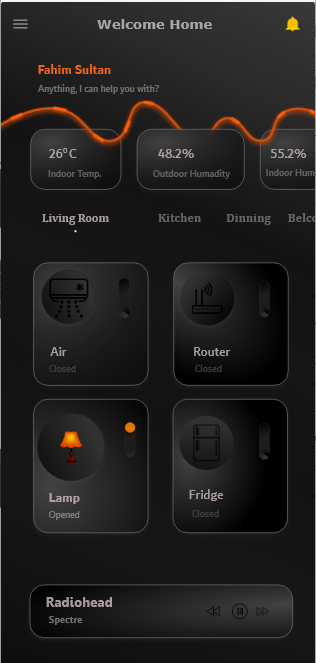 Welcome Home
Fahim Sultan
Anything, I can help you with?
26°C
Indoor Temp.
48.2%
Outdoor Humadity
55.2%
Indoor Hum
Living Room
Kitchen
Dinning
Belco
Air
Closed
Router
Closed
Lamp
Opened
Fridge
Closed
Radiohead
Spectre